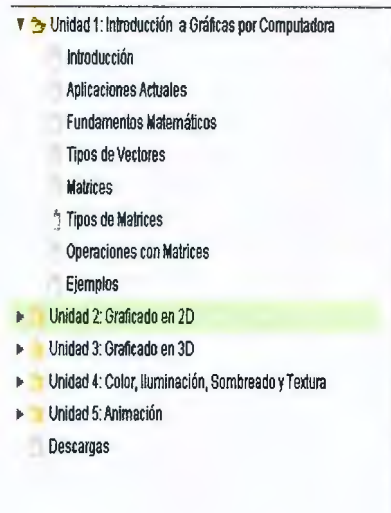 Unidad 1: Introducción a Gráficas por Computadora
Introducción
Aplicaciones Actuales
Fundamentos Matemáticos
Tipos de Vectores
Matrices
Tipos de Matrices
Operaciones con Matrices
Ejemplos
Unidad 2: Graficado en 2D
Unidad 3: Graficado en 3D
Unidad 4: Color, Iluminación, Sombreado y Textura
Unidad 5: Animación
Descargas